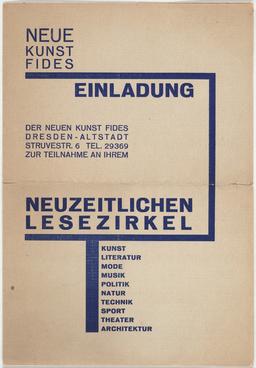 NEUE
KUNST
FIDES
EINLADUNG
DER NEUEN KUNST FIDES
DRESDEN-ALTSTADT
STRUVESTR. 6 TEL. 29369
ZUR TEILNAHME AN IHREM
NEUZEITLICHEN
LESEZIRKEL
KUNST
LITERATUR
MODE
MUSIK
POLITIK
NATUR
TECHNIK
SPORT
THEATER
ARCHITEKTUR